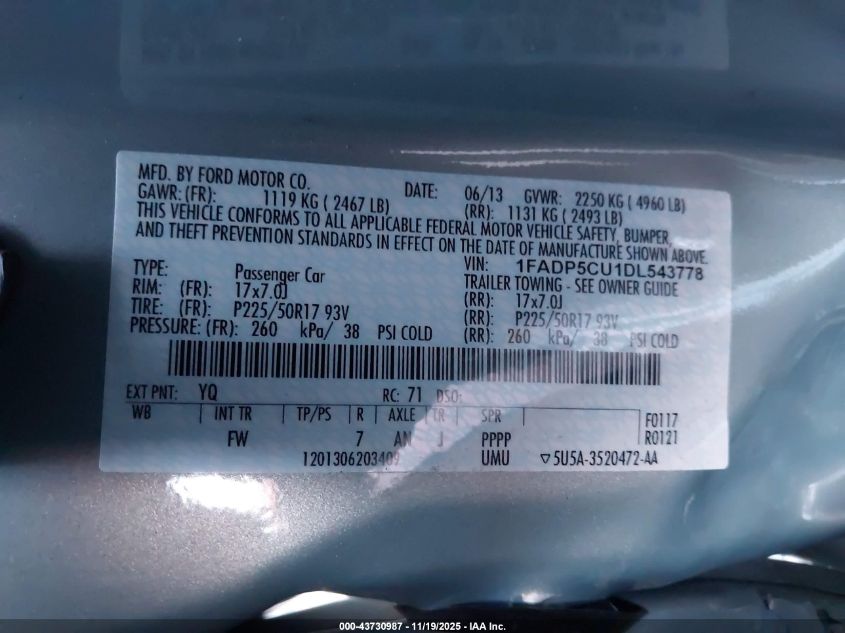 MFD. BY FORD MOTOR CO. DATE: 06/13 GVWR: 2250 KG ( 4960 LB)
GAWR: (FR): 1119 KG ( 2467 LB) (RR): 1131 KG ( 2493 LB)
THIS VEHICLE CONFORMS TO ALL APPLICABLE FEDERAL MOTOR VEHICLE SAFETY, BUMPER,
AND THEFT PREVENTION STANDARDS IN EFFECT ON THE DATE OF MANUFACTURE SHOWN ABOVE.
VIN: 1FADP5CU1DL543778
TYPE: Passenger Car TRAILER TOWING - SEE OWNER GUIDE
RIM: (FR): 17x7.0J (RR): 17x7.0J
TIRE: (FR): P225/50R17 93V (RR): P225/50R17 93V
PRESSURE: (FR): 260 kPa/ 38 PSI COLD (RR): 260 kPa/ 38 PSI COLD
EXT PNT: YQ RC: 71 DSO:
WB INT TR TP/PS R AXLE TR SPR F0117
FW 7 AN J PPPP R0121
1201306203409 UMU ▽5U5A-3520472-AA
000-43730987 - 11/19/2025 - IAA Inc.